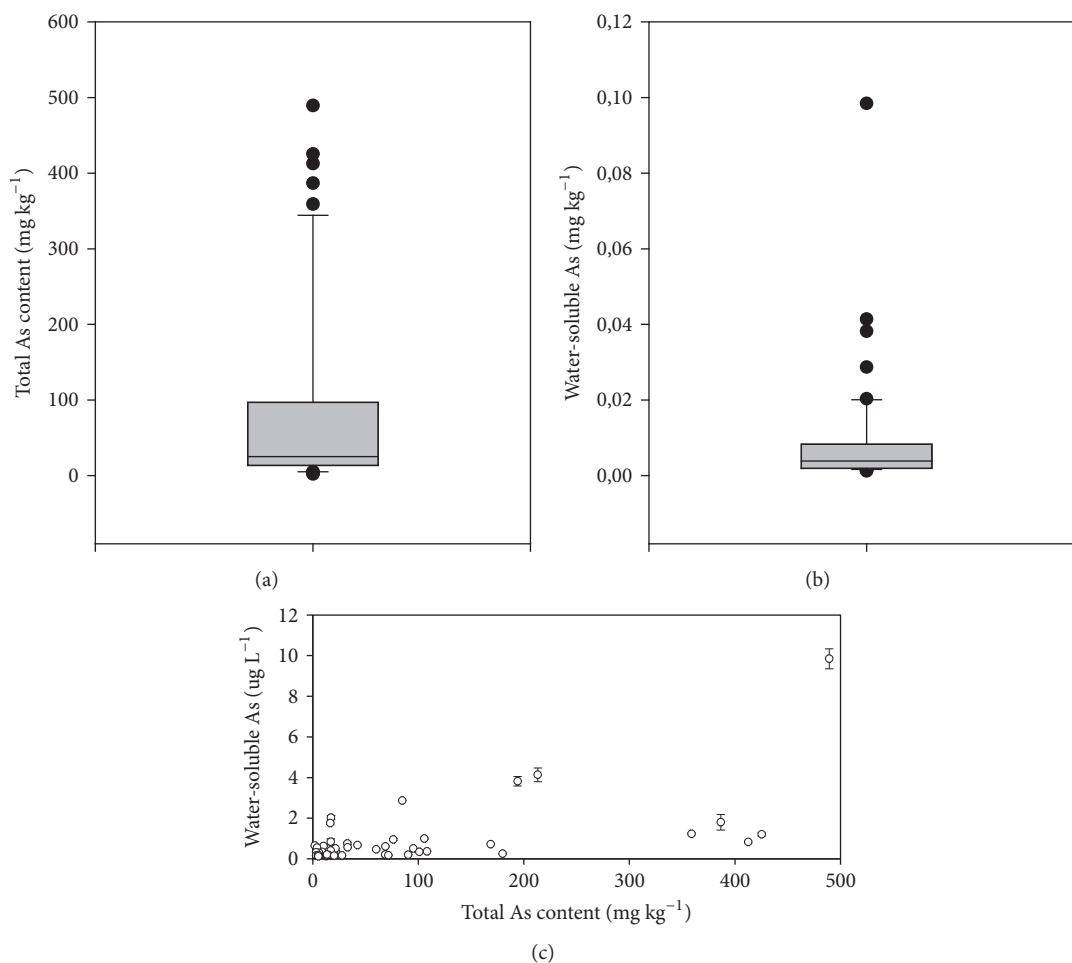 600
500
400
300
200
100
0
Total As content (mg kg⁻¹)
(a)
0,12
0,10
0,08
0,06
0,04
0,02
0,00
Water-soluble As (mg kg⁻¹)
(b)
12
10
8
6
4
2
0
Water-soluble As (ug L⁻¹)
0 100 200 300 400 500
Total As content (mg kg⁻¹)
(c)